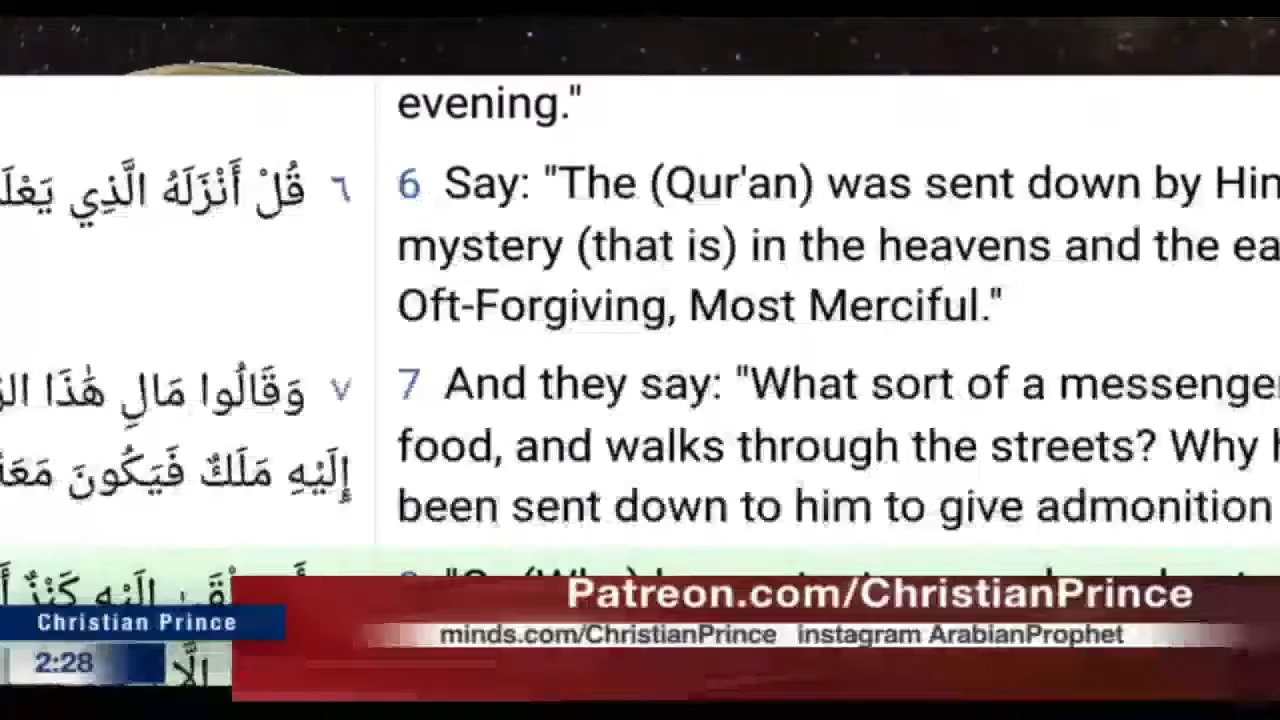 evening."
٦ قُلْ أَنْزَلَهُ الَّذِي
6 Say: "The (Qur'an) was sent down by
mystery (that is) in the heavens and the
Oft-Forgiving, Most Merciful."
٧ وَقَالُوا مَالِ هَٰذَا
إِلَيْهِ مَلَكٌ فَيَكُونَ
7 And they say: "What sort of a messenger
food, and walks through the streets? Why
been sent down to him to give admonition
كَنْزٌ
Patreon.com/ChristianPrince
Christian Prince
minds.com/ChristianPrince instagram ArabianProphet
2:28